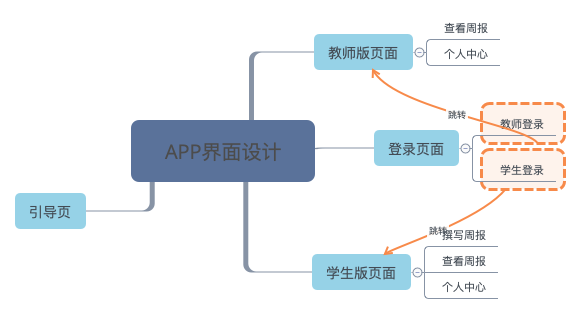 查看周报
教师版页面
个人中心
跳转
教师登录
APP界面设计
登录页面
学生登录
引导页
跳转
撰写周报
学生版页面
查看周报
个人中心